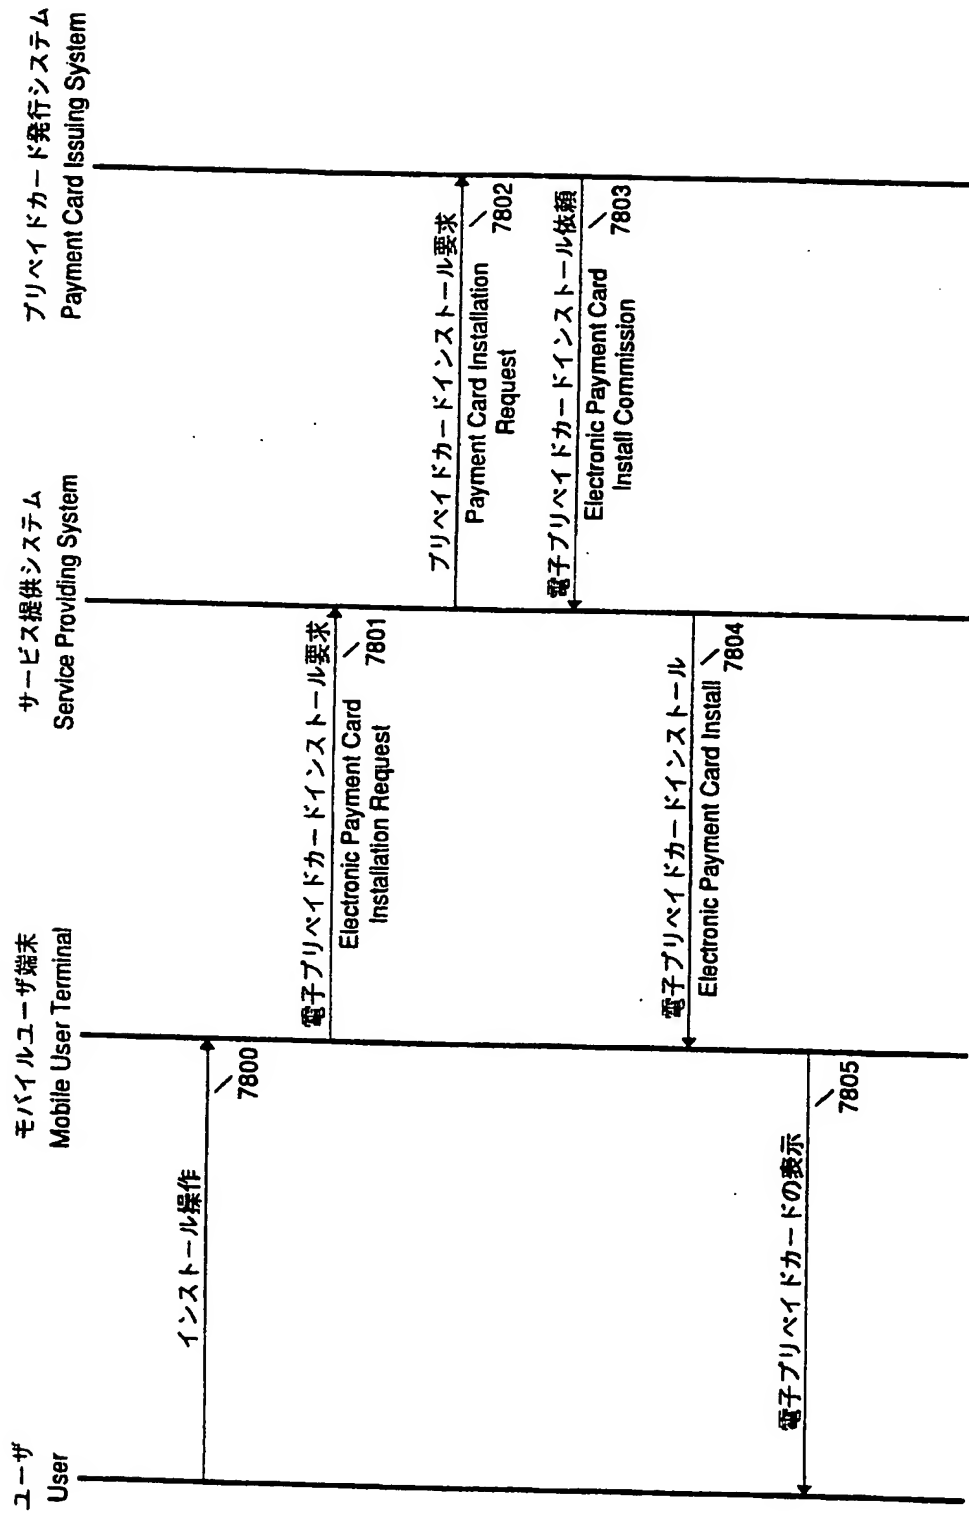 ユーザ
User
モバイルユーザ端末
Mobile User Terminal
サービス提供システム
Service Providing System
プリペイドカード発行システム
Payment Card Issuing System
インストール操作
7800
電子プリペイドカードインストール要求
7801
Electronic Payment Card
Installation Request
プリペイドカードインストール要求
7802
Payment Card Installation
Request
電子プリペイドカードインストール依頼
7803
Electronic Payment Card
Install Commission
電子プリペイドカードインストール
7804
Electronic Payment Card Install
電子プリペイドカードの表示
7805